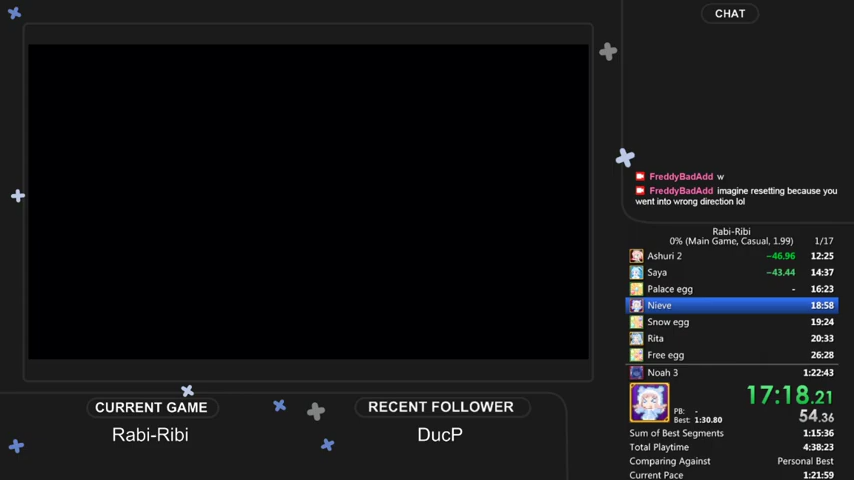 CHAT
FreddyBadAdd w
FreddyBadAdd imagine resetting because you
went into wrong direction lol
Rabi-Ribi
0% (Main Game, Casual, 1.99) 1/17
Ashuri 2 −46.96 12:25
Saya −43.44 14:37
Palace egg - 16:23
Nieve 18:58
Snow egg 19:24
Rita 20:33
Free egg 26:28
Noah 3 1:22:43
17:18.21
PB: -
Best: 1:30.80
54.36
Sum of Best Segments 1:15:36
Total Playtime 4:38:23
Comparing Against Personal Best
Current Pace 1:21:59
CURRENT GAME
Rabi-Ribi
RECENT FOLLOWER
DucP